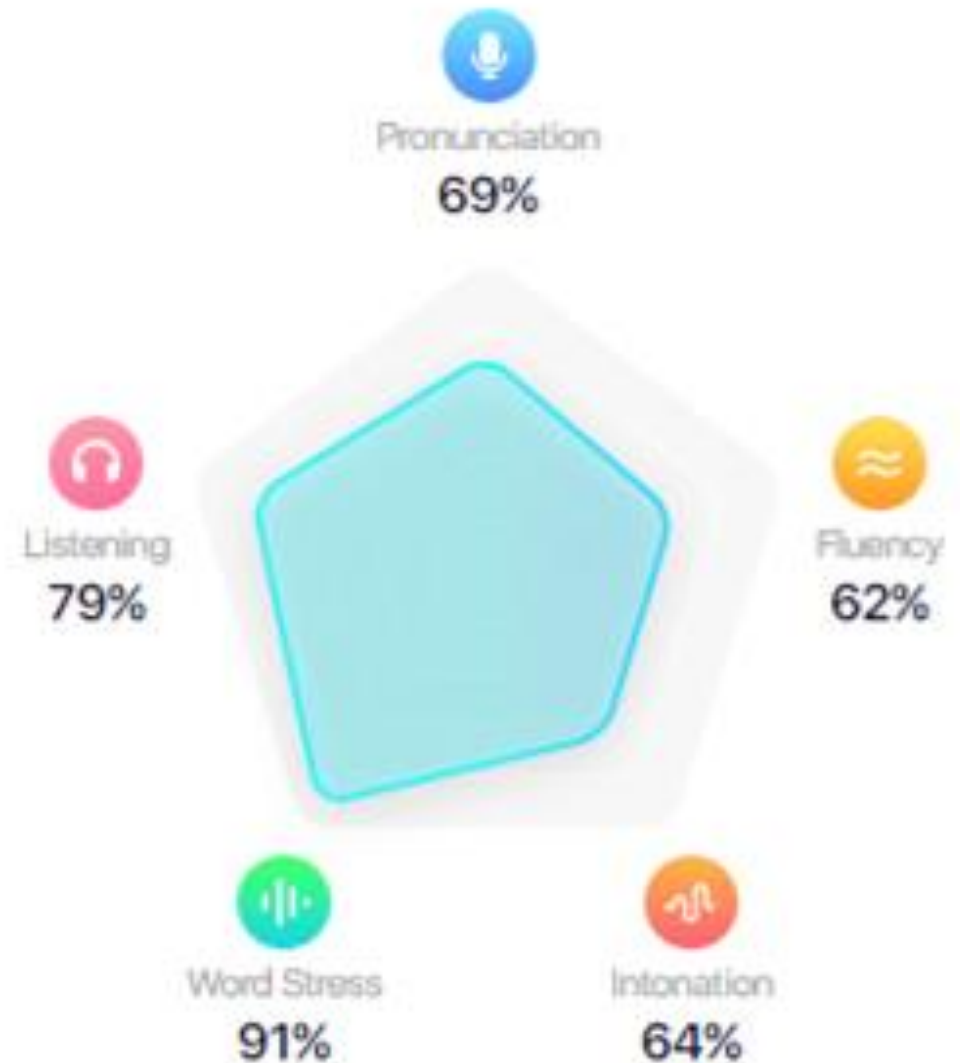 Pronunciation
69%
Listening
79%
Fluency
62%
Word Stress
91%
Intonation
64%